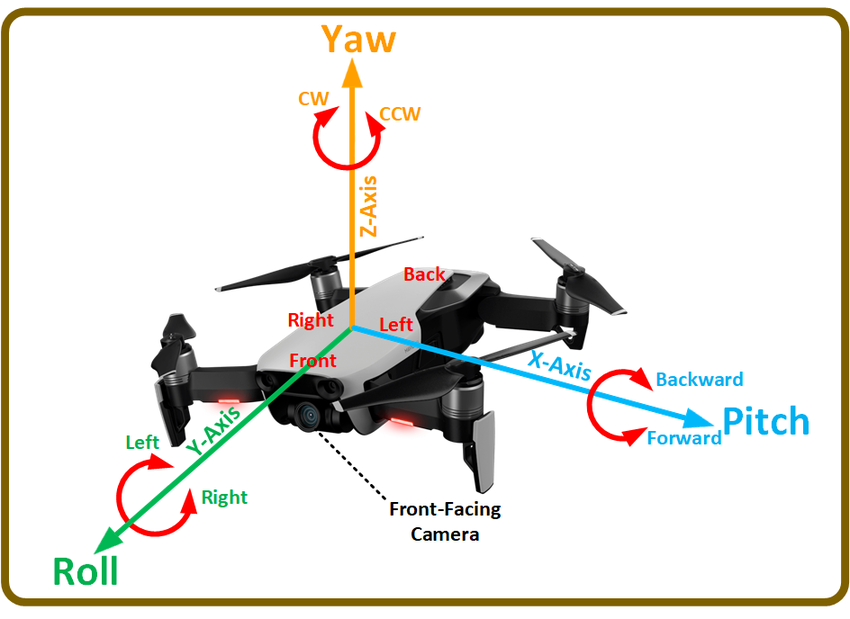 Yaw
CW
CCW
Z-Axis
Back
Right
Left
Front
X-Axis
Backward
Pitch
Forward
Y-Axis
Left
Right
Front-Facing
Camera
Roll